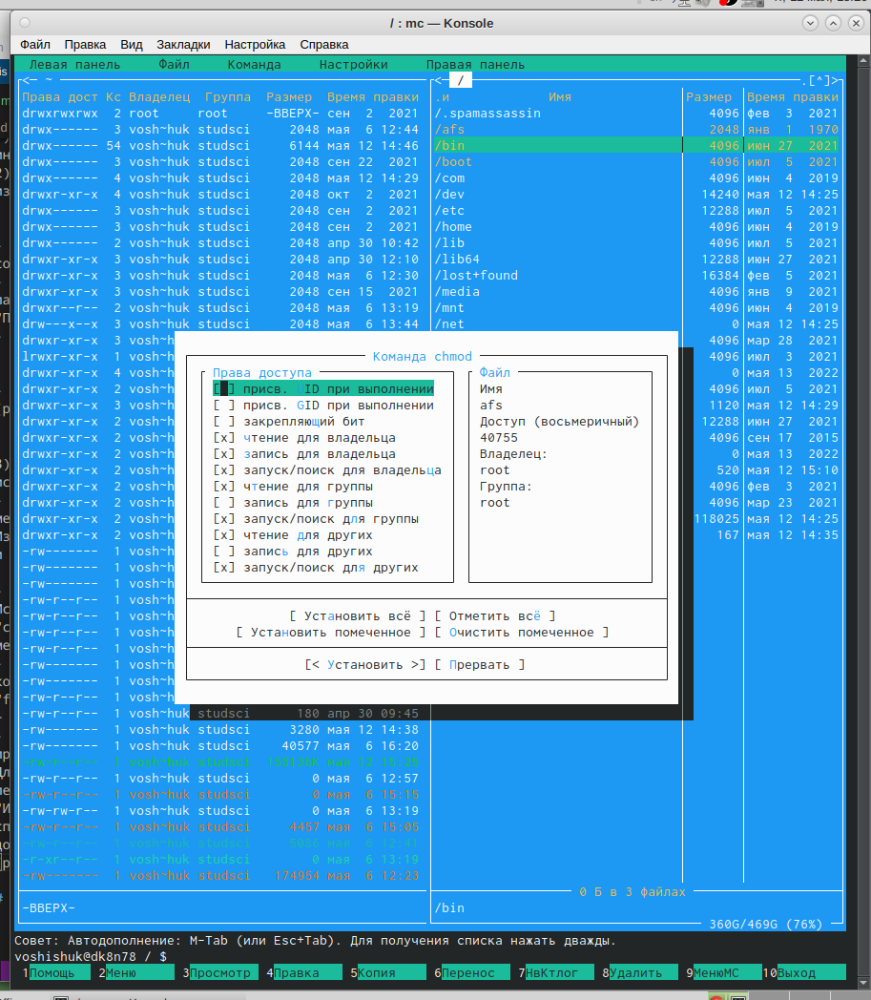 / : mc — Konsole
Файл Правка Вид Закладки Настройка Справка
Левая панель Файл Команда Настройки Правая панель
<─ ~ <─ / .[^]>
Права дост Кс Владелец Группа Размер Время правки .и Имя Размер Время правки
drwxrwxrwx 2 root root -ВВЕРХ- сен 2 2021 /.spamassassin 4096 фев 3 2021
drwx------ 3 vosh~huk studsci 2048 мая 6 12:44 /afs 2048 янв 1 1970
drwx------ 54 vosh~huk studsci 6144 мая 12 14:46 /bin 4096 июн 27 2021
drwx------ 3 vosh~huk studsci 2048 сен 22 2021 /boot 4096 июл 5 2021
drwx------ 4 vosh~huk studsci 2048 мая 12 14:29 /com 4096 июн 4 2019
drwxr-xr-x 4 vosh~huk studsci 2048 окт 2 2021 /dev 14240 мая 12 14:25
drwx------ 3 vosh~huk studsci 2048 сен 2 2021 /etc 12288 июл 5 2021
drwx------ 3 vosh~huk studsci 2048 сен 2 2021 /home 4096 июн 4 2019
drwx------ 2 vosh~huk studsci 2048 апр 30 10:42 /lib 4096 июл 5 2021
drwxr-xr-x 3 vosh~huk studsci 2048 апр 30 12:10 /lib64 12288 июн 27 2021
drwxr-xr-x 3 vosh~huk studsci 2048 мая 6 12:30 /lost+found 16384 фев 5 2021
drwxr-xr-x 3 vosh~huk studsci 2048 сен 15 2021 /media 4096 янв 9 2021
drwxr--r-- 2 vosh~huk studsci 2048 мая 6 13:19 /mnt 4096 июн 4 2019
drwx--x--x 3 vosh~huk studsci 2048 мая 6 13:44 /net 0 мая 12 14:25
drwxr-xr-x 3 vosh~h 4096 мар 28 2021
lrwxr-xr-x 1 vosh~h Команда chmod 4096 июл 3 2021
drwx------ 4 vosh~h Права доступа Файл 0 мая 13 2022
drwxr-xr-x 2 vosh~h [ ] присв. UID при выполнении Имя 4096 июл 5 2021
drwxr-xr-x 2 vosh~h [ ] присв. GID при выполнении afs 1120 мая 12 14:25
drwxr-xr-x 2 vosh~h [ ] закрепляющий бит Доступ (восьмеричный) 12288 июн 27 2021
drwxr-xr-x 2 vosh~h [x] чтение для владельца 40755 4096 сен 17 2015
drwxr-xr-x 2 vosh~h [x] запись для владельца Владелец: 0 мая 13 2022
drwxr-xr-x 2 vosh~h [x] запуск/поиск для владельца root 520 мая 12 15:10
drwxr-xr-x 2 vosh~h [x] чтение для группы Группа: 4096 фев 3 2021
drwxr-xr-x 2 vosh~h [ ] запись для группы root 4096 мар 23 2021
drwxr-xr-x 2 vosh~h [x] запуск/поиск для группы 118025 мая 12 14:25
drwxr-xr-x 2 vosh~h [x] чтение для других 167 мая 12 14:35
-rw------- 1 vosh~h [ ] запись для других
-rw------- 1 vosh~h [x] запуск/поиск для других
-rw------- 1 vosh~h
-rw-r--r-- 1 vosh~h
-rw-r--r-- 1 vosh~h
-rw------- 1 vosh~h [ Установить всё ] [ Отметить всё ]
-rw------- 1 vosh~h [ Установить помеченное ] [ Очистить помеченное ]
-rw-r--r-- 1 vosh~h
-rw------- 1 vosh~h [< Установить >] [ Прервать ]
-rw------- 1 vosh~h
-rw-r--r-- 1 vosh~h
-rw-r--r-- 1 vosh~huk studsci 180 апр 30 09:45
-rw------- 1 vosh~huk studsci 3280 мая 12 14:38
-rw------- 1 vosh~huk studsci 40577 мая 6 16:20
-rw-r--r-- 1 vosh~huk studsci 155136K мая 12 15:25
-rw-r--r-- 1 vosh~huk studsci 0 мая 6 12:57
-rw-r--r-- 1 vosh~huk studsci 0 мая 6 15:15
-rw-rw-r-- 1 vosh~huk studsci 0 мая 6 13:19
-rw-r--r-- 1 vosh~huk studsci 4457 мая 6 15:05
-rw-r--r-- 1 vosh~huk studsci мая 6
-r-xr--r-- 1 vosh~huk studsci 0 мая 6 13:19
-rw------- 1 vosh~huk studsci 174954 мая 6 12:23
0 Б в 3 файлах
-ВВЕРХ- /bin
360G/469G (76%)
Совет: Автодополнение: M-Tab (или Esc+Tab). Для получения списка нажать дважды.
voshishuk@dk8n78 / $
1Помощь 2Меню 3Просмотр 4Правка 5Копия 6Перенос 7НвКтлог 8Удалить 9МенюМС 10Выход